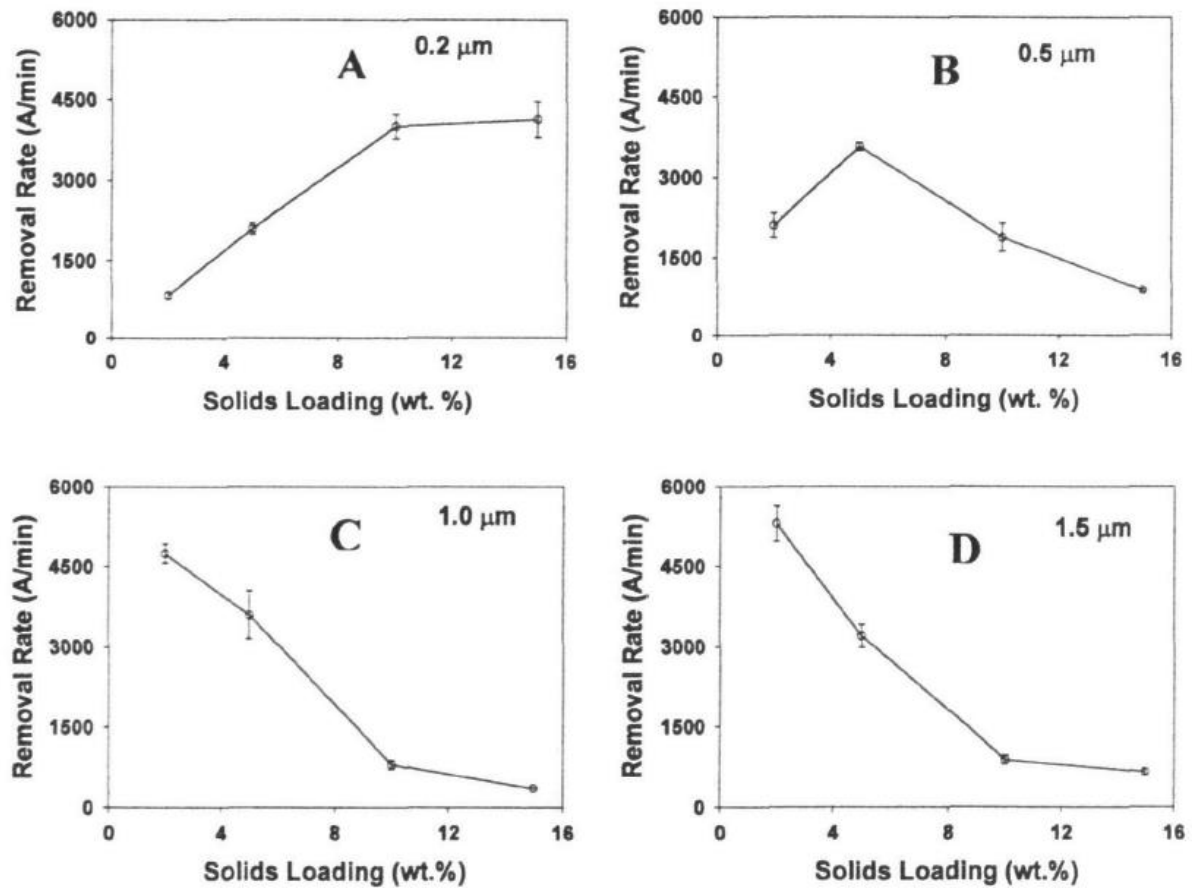 6000
4500
3000
1500
0
Removal Rate (A/min)
0.2 µm
A
0 4 8 12 16
Solids Loading (wt. %)
6000
4500
3000
1500
0
Removal Rate (A/min)
0.5 µm
B
0 4 8 12 16
Solids Loading (wt. %)
6000
4500
3000
1500
0
Removal Rate (A/min)
1.0 µm
C
0 4 8 12 16
Solids Loading (wt.%)
6000
4500
3000
1500
0
Removal Rate (A/min)
1.5 µm
D
0 4 8 12 16
Solids Loading (wt.%)